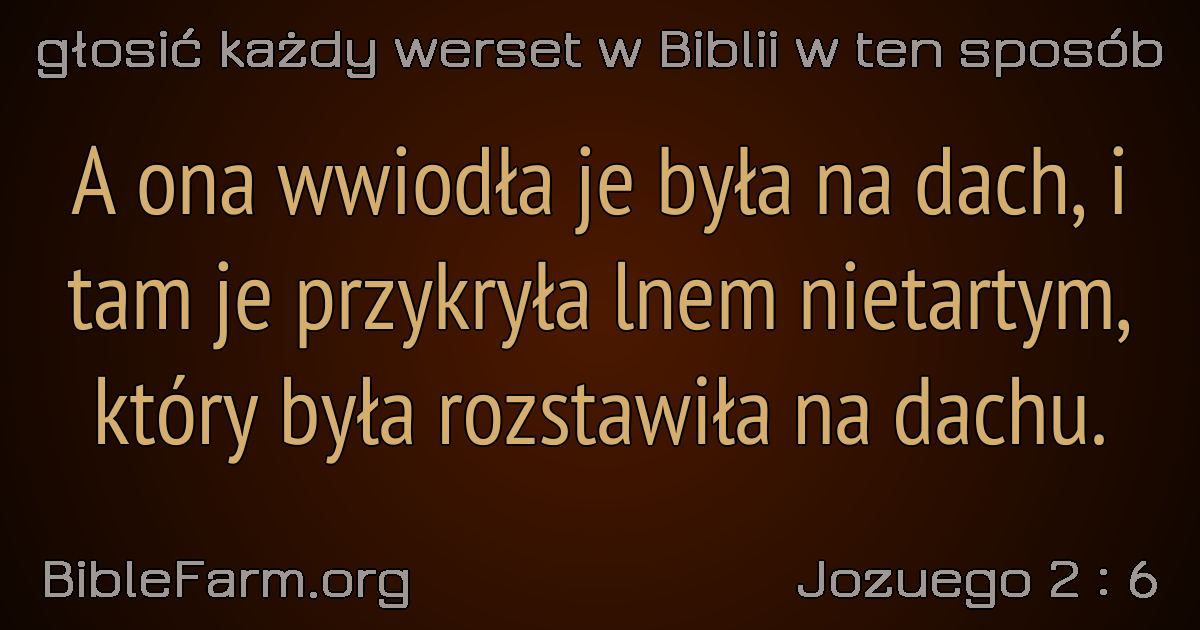 głosić każdy werset w Biblii w ten sposób
A ona wwiodła je była na dach, i
tam je przykryła lnem nietartym,
który była rozstawiła na dachu.
BibleFarm.org
Jozuego 2 : 6